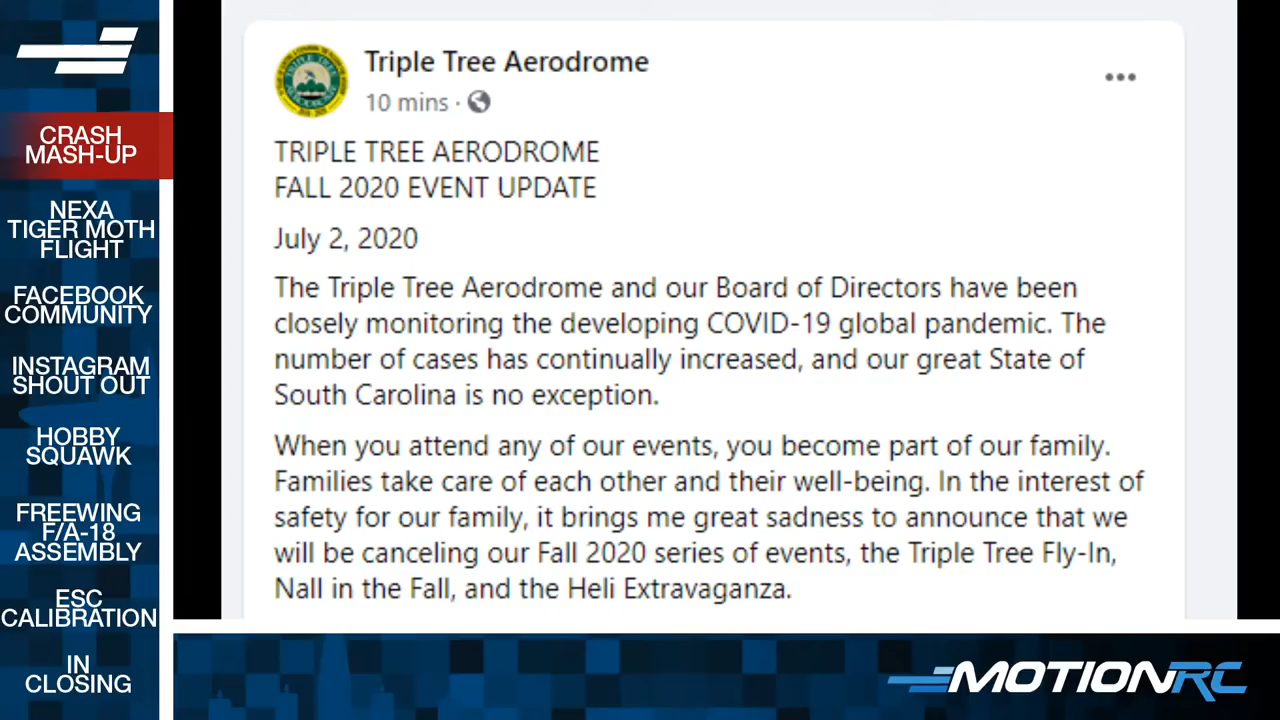 CRASH
MASH-UP
NEXA
TIGER MOTH
FLIGHT
FACEBOOK
COMMUNITY
INSTAGRAM
SHOUT OUT
HOBBY
SQUAWK
FREEWING
F/A-18
ASSEMBLY
ESC
CALIBRATION
IN
CLOSING
Triple Tree Aerodrome
10 mins ·
TRIPLE TREE AERODROME
FALL 2020 EVENT UPDATE
July 2, 2020
The Triple Tree Aerodrome and our Board of Directors have been
closely monitoring the developing COVID-19 global pandemic. The
number of cases has continually increased, and our great State of
South Carolina is no exception.
When you attend any of our events, you become part of our family.
Families take care of each other and their well-being. In the interest of
safety for our family, it brings me great sadness to announce that we
will be canceling our Fall 2020 series of events, the Triple Tree Fly-In,
Nall in the Fall, and the Heli Extravaganza.
MOTIONRC